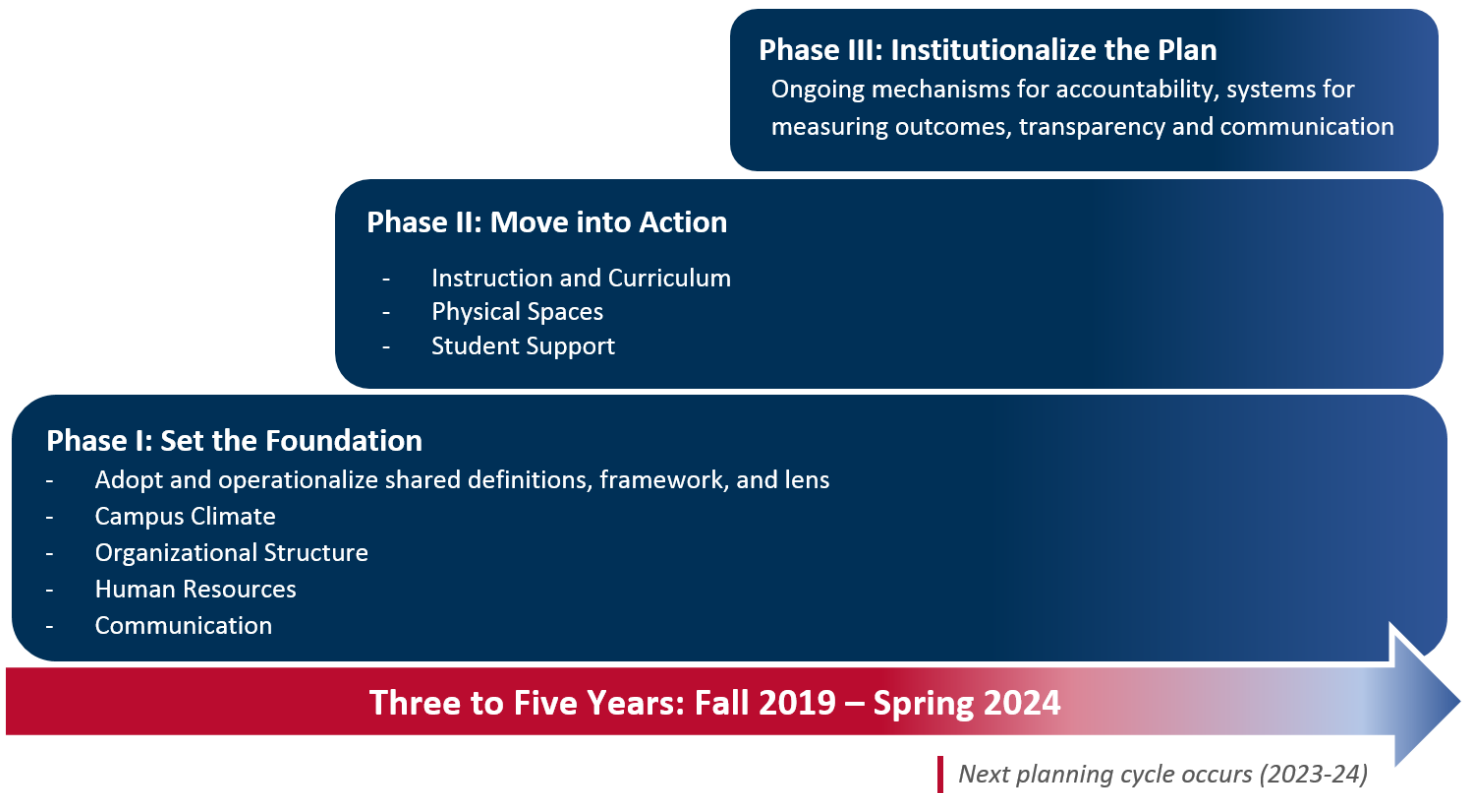 Phase III: Institutionalize the Plan
Ongoing mechanisms for accountability, systems for
measuring outcomes, transparency and communication
Phase II: Move into Action
- Instruction and Curriculum
- Physical Spaces
- Student Support
Phase I: Set the Foundation
- Adopt and operationalize shared definitions, framework, and lens
- Campus Climate
- Organizational Structure
- Human Resources
- Communication
Three to Five Years: Fall 2019 – Spring 2024
Next planning cycle occurs (2023-24)